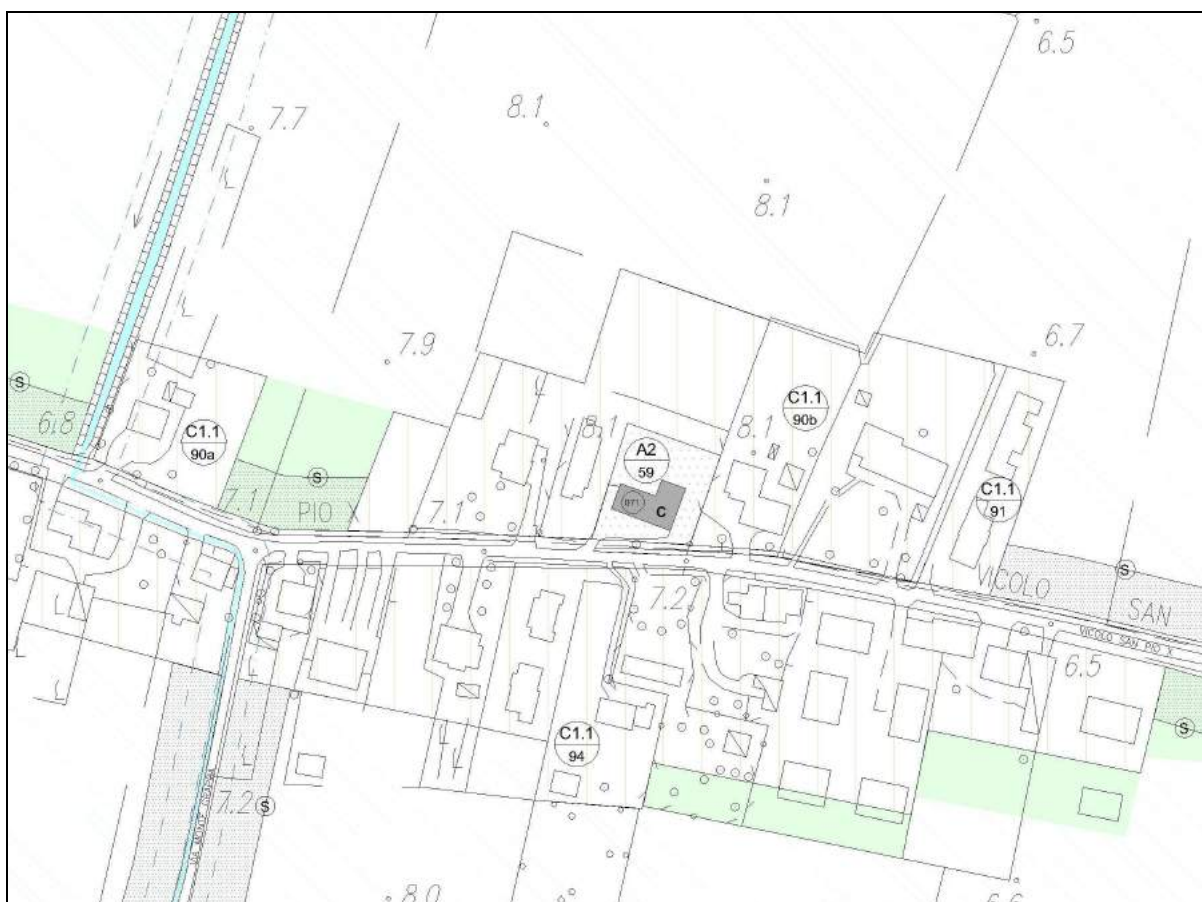 6.5
7.7
8.1
8.1
7.9
6.7
S
6.8
C1.1
90a
S
7.1
PIO X
7.1
8.1
A2
59
871
C
8.1
C1.1
90b
C1.1
91
VICOLO
S
SAN
VICOLO SAN PIO X
7.2
6.5
S
C1.1
94
7.2
S
8.0
6.6